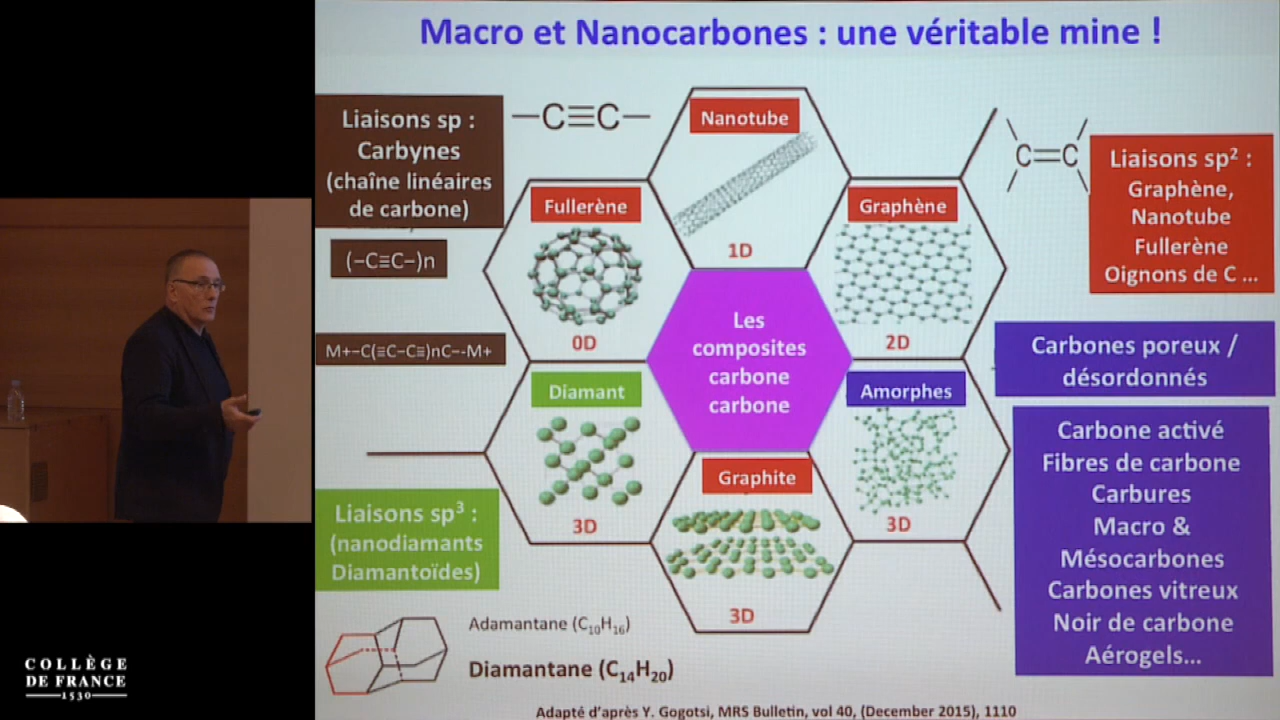 Macro et Nanocarbones : une véritable mine !
Liaisons sp :
Carbynes
(chaîne linéaires
de carbone)
(−C≡C−)n
M+−C(≡C−C≡)nC−-M+
—C≡C—
Nanotube
1D
Fullerène
0D
Graphène
2D
C=C
Liaisons sp² :
Graphène,
Nanotube
Fullerène
Oignons de C ...
Les
composites
carbone
carbone
Diamant
3D
Amorphes
3D
Graphite
3D
Carbones poreux /
désordonnés
Carbone activé
Fibres de carbone
Carbures
Macro &
Mésocarbones
Carbones vitreux
Noir de carbone
Aérogels...
Liaisons sp³ :
(nanodiamants
Diamantoïdes)
Adamantane (C₁₀H₁₆)
Diamantane (C₁₄H₂₀)
Adapté d'après Y. Gogotsi, MRS Bulletin, vol 40, (December 2015), 1110
COLLÈGE
DE FRANCE
1530